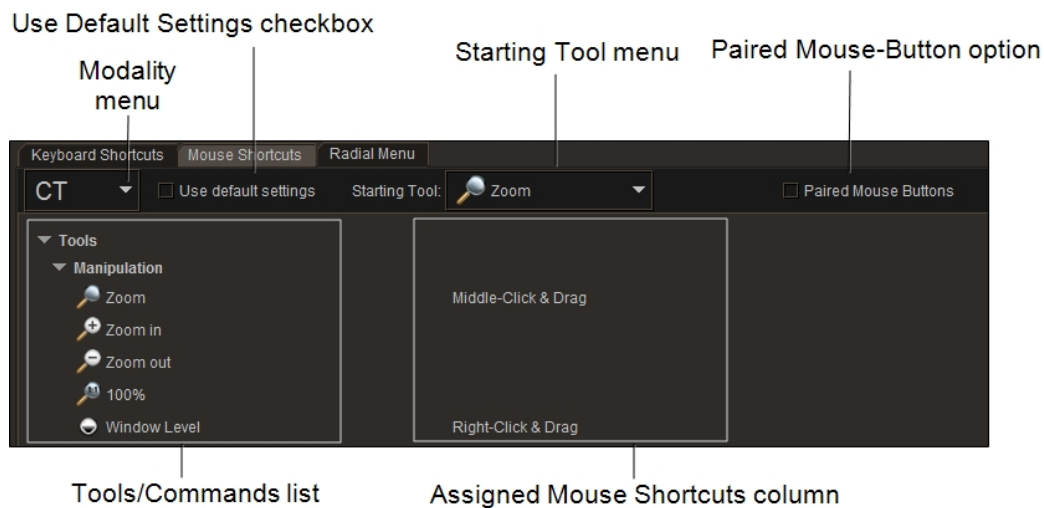 Use Default Settings checkbox
Starting Tool menu
Paired Mouse-Button option
Modality
menu
Keyboard Shortcuts Mouse Shortcuts Radial Menu
CT Use default settings Starting Tool: Zoom Paired Mouse Buttons
Tools
Manipulation
Zoom Middle-Click & Drag
Zoom in
Zoom out
100%
Window Level Right-Click & Drag
Tools/Commands list
Assigned Mouse Shortcuts column